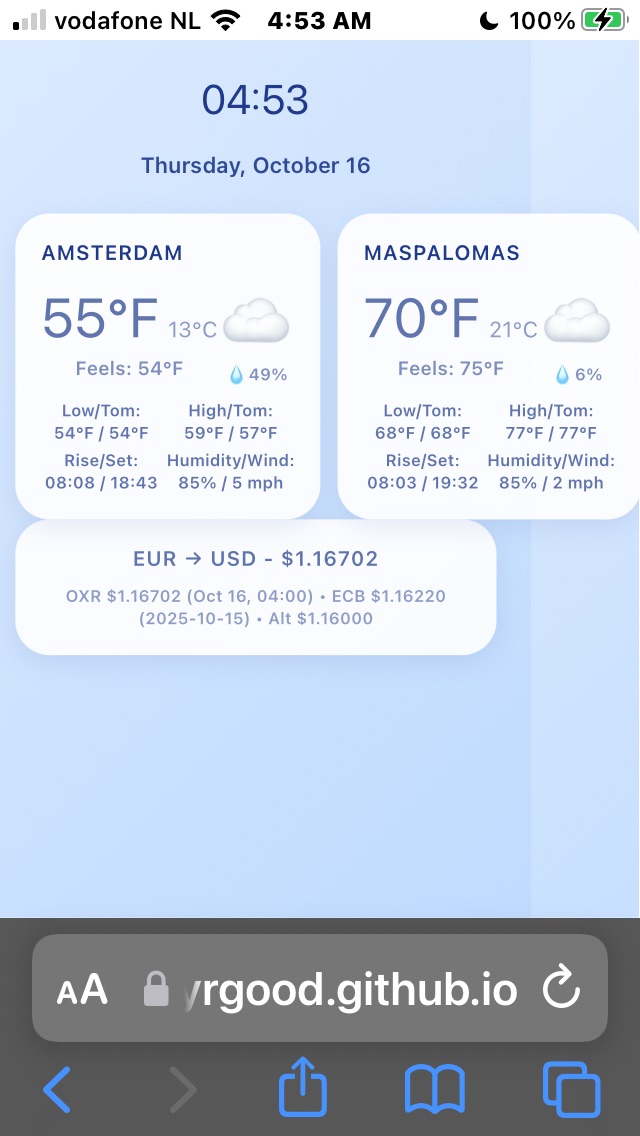 vodafone NL 4:53 AM 100%
04:53
Thursday, October 16
AMSTERDAM
55°F 13°C
Feels: 54°F 49%
Low/Tom: High/Tom:
54°F / 54°F 59°F / 57°F
Rise/Set: Humidity/Wind:
08:08 / 18:43 85% / 5 mph
MASPALOMAS
70°F 21°C
Feels: 75°F 6%
Low/Tom: High/Tom:
68°F / 68°F 77°F / 77°F
Rise/Set: Humidity/Wind:
08:03 / 19:32 85% / 2 mph
EUR → USD - $1.16702
OXR $1.16702 (Oct 16, 04:00) • ECB $1.16220
(2025-10-15) • Alt $1.16000
AA yrgood.github.io